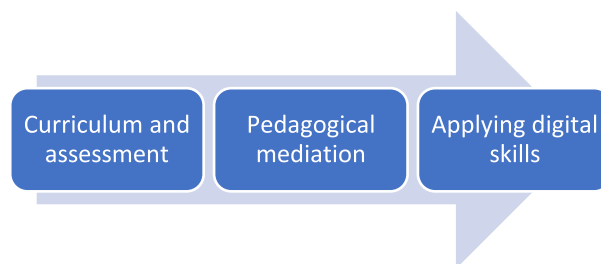 Curriculum and
assessment
Pedagogical
mediation
Applying digital
skills